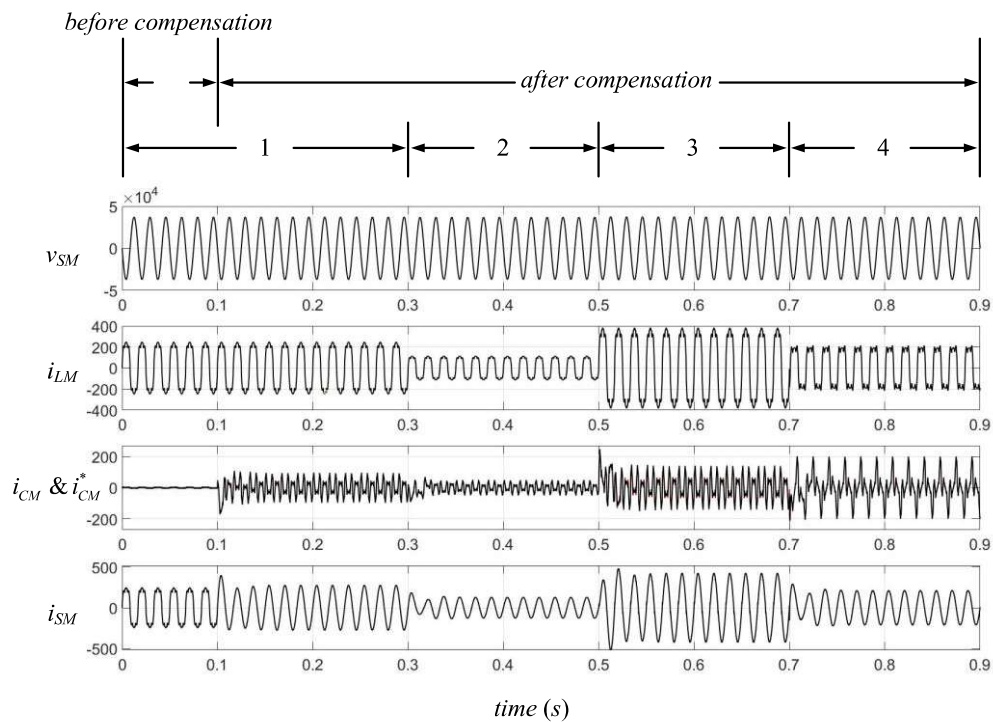 before compensation
after compensation
1 2 3 4
×10⁴
5
0
-5
v_SM
0 0.1 0.2 0.3 0.4 0.5 0.6 0.7 0.8 0.9
400
200
0
-200
-400
i_LM
0 0.1 0.2 0.3 0.4 0.5 0.6 0.7 0.8 0.9
200
0
-200
i_CM & i*_CM
0 0.1 0.2 0.3 0.4 0.5 0.6 0.7 0.8 0.9
500
0
-500
i_SM
0 0.1 0.2 0.3 0.4 0.5 0.6 0.7 0.8 0.9
time (s)